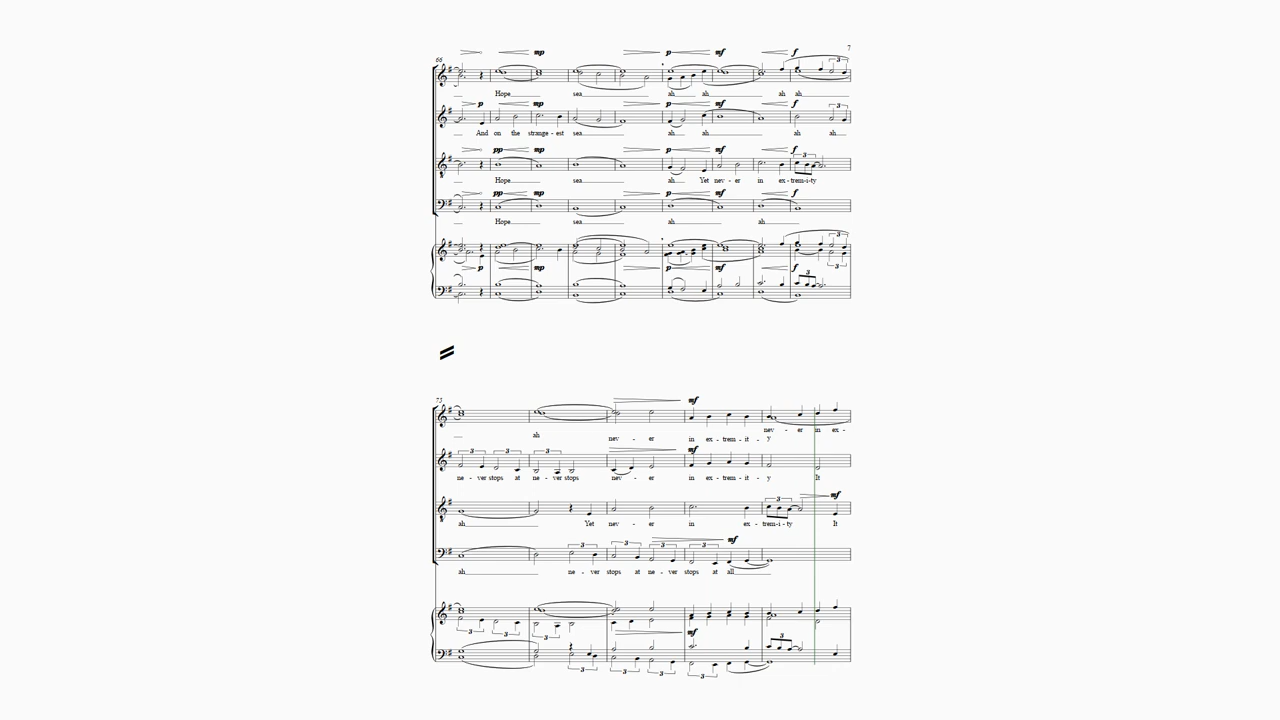 7
66
mp p mf f
Hope sea ah ah ah ah
p mp p mf f
And on the strange - est sea ah ah ah ah
pp mp p mf f
Hope sea ah Yet nev - er in ex - trem - i - ty
pp mp p mf f
Hope sea ah ah
p mp p mf f
mf
ah nev - er in ex - trem - it - y
nev - er in ex -
mf
ne - ver stops at ne - ver stops nev - er in ex - trem - it - y It
mf
ah Yet nev - er in ex - trem - i - ty It
mf
ah ne - ver stops at ne - ver stops at all
mf